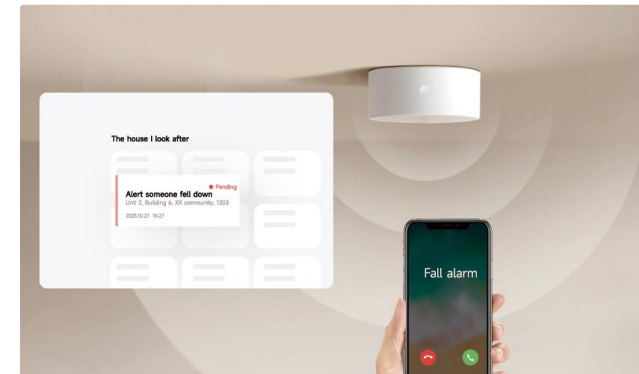 The house I look after
Pending
Alert someone fell down
Unit 2, Building 6, XX community, 1203
2023.10.27 16:27
Fall alarm